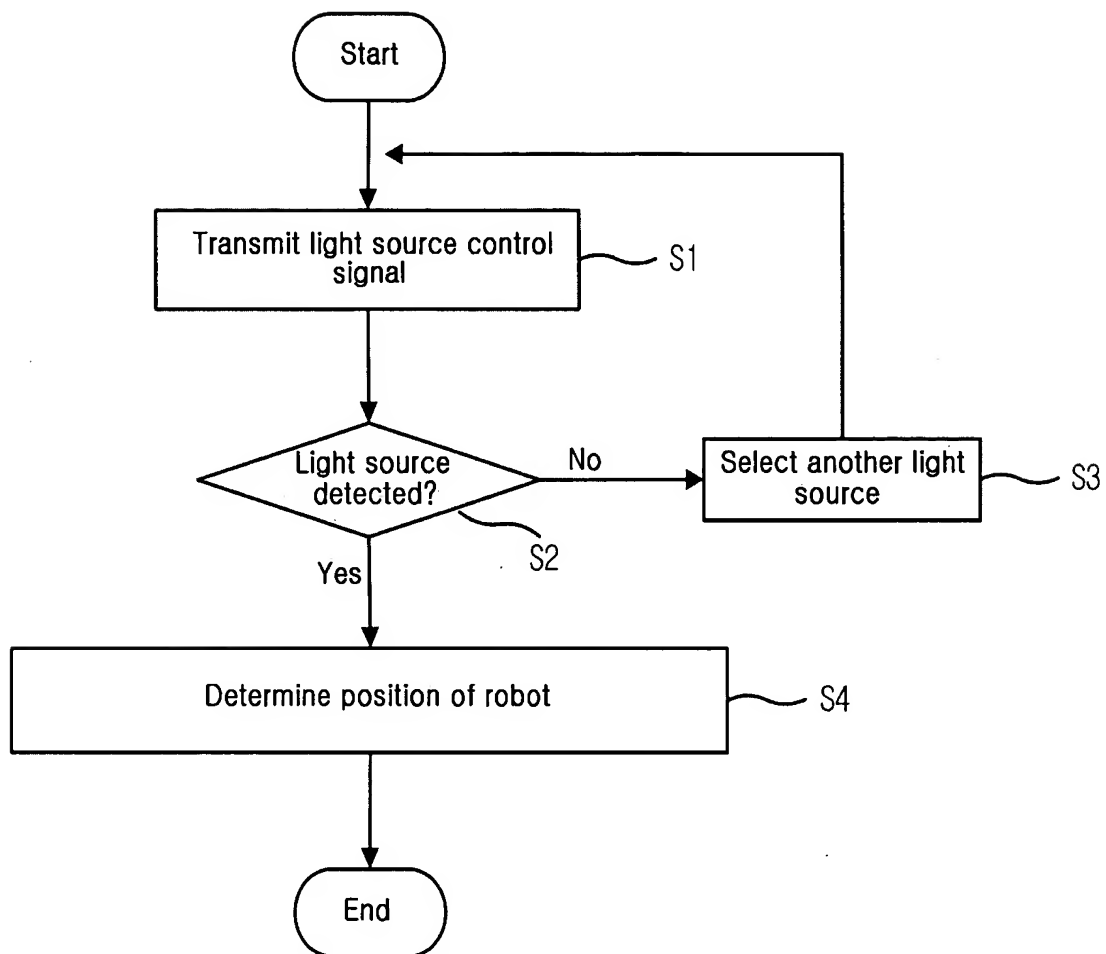 Start
Transmit light source control
signal
S1
Light source
detected?
S2
No
Select another light
source
S3
Yes
Determine position of robot
S4
End